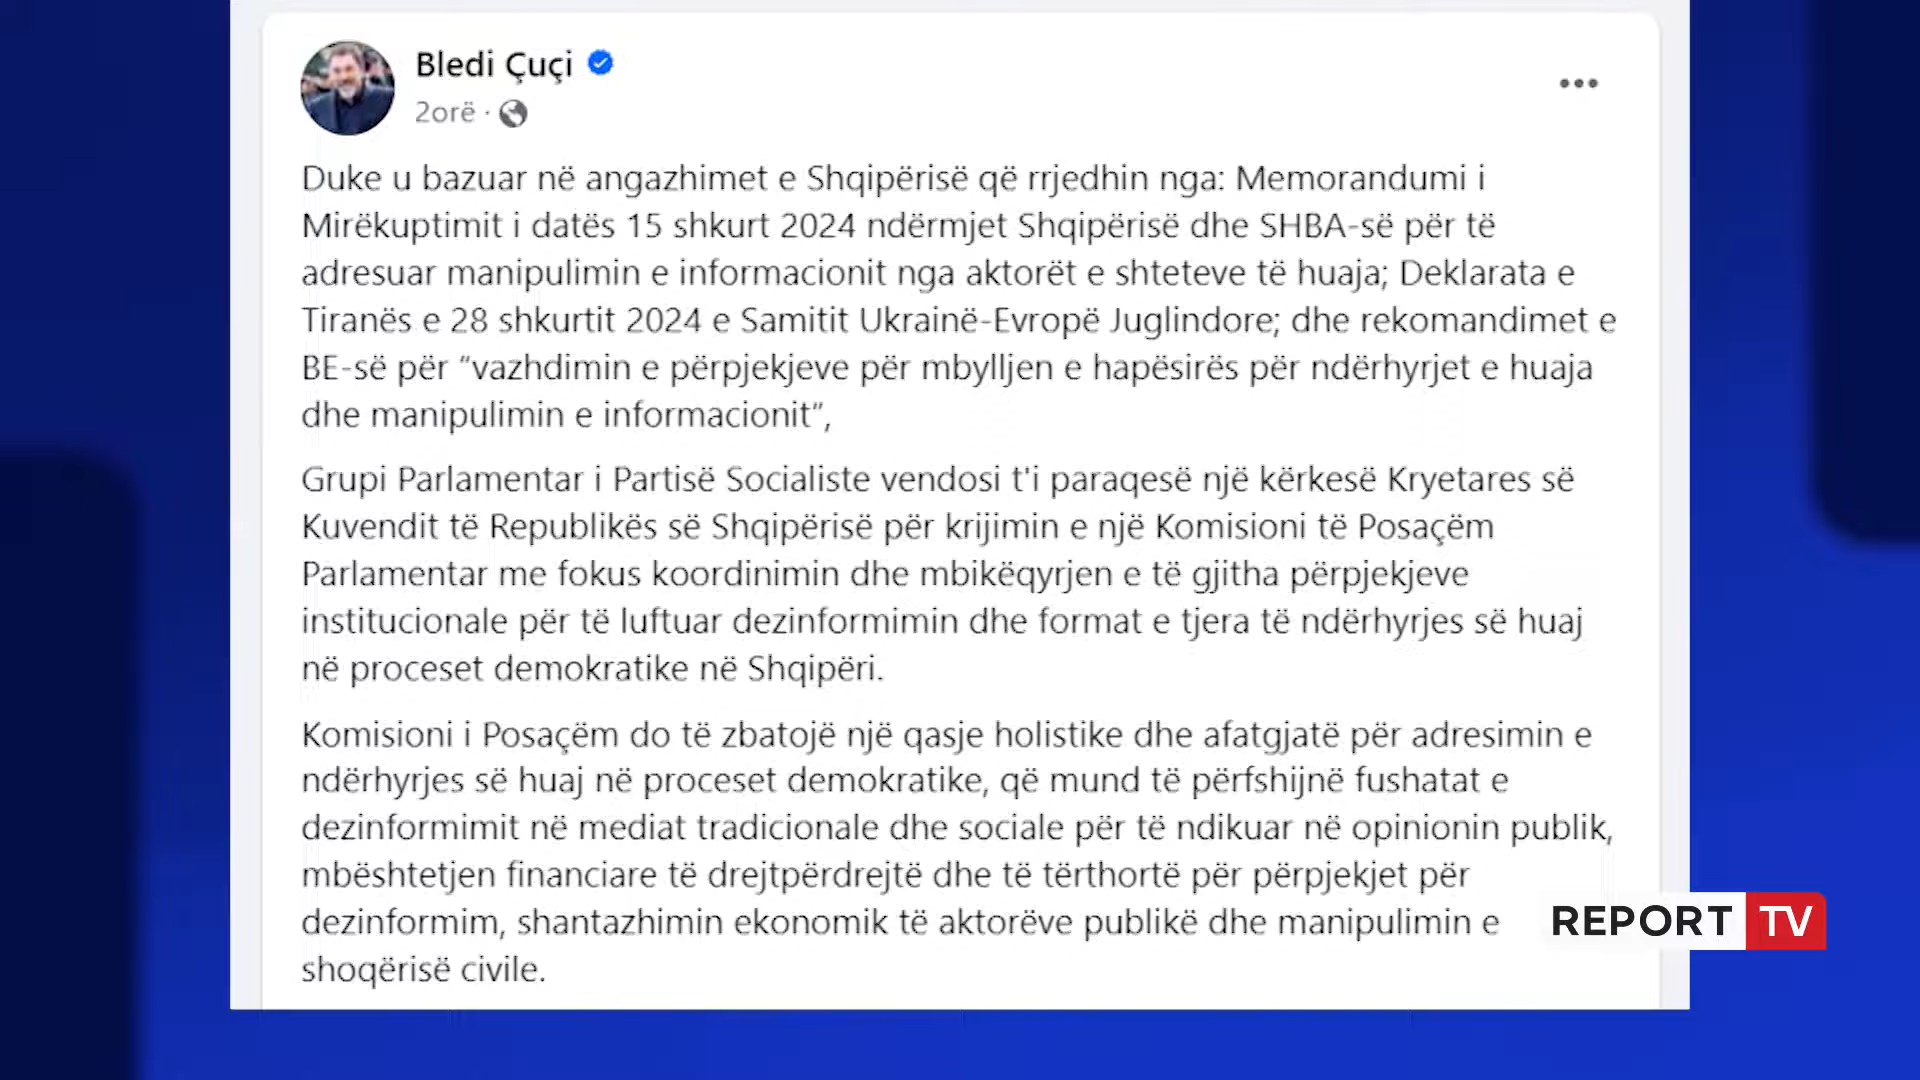 Bledi Çuçi
2orë ·
Duke u bazuar në angazhimet e Shqipërisë që rrjedhin nga: Memorandumi i
Mirëkuptimit i datës 15 shkurt 2024 ndërmjet Shqipërisë dhe SHBA-së për të
adresuar manipulimin e informacionit nga aktorët e shteteve të huaja; Deklarata e
Tiranës e 28 shkurtit 2024 e Samitit Ukrainë-Evropë Juglindore; dhe rekomandimet e
BE-së për “vazhdimin e përpjekjeve për mbylljen e hapësirës për ndërhyrjet e huaja
dhe manipulimin e informacionit”,
Grupi Parlamentar i Partisë Socialiste vendosi t'i paraqesë një kërkesë Kryetares së
Kuvendit të Republikës së Shqipërisë për krijimin e një Komisioni të Posaçëm
Parlamentar me fokus koordinimin dhe mbikëqyrjen e të gjitha përpjekjeve
institucionale për të luftuar dezinformimin dhe format e tjera të ndërhyrjes së huaj
në proceset demokratike në Shqipëri.
Komisioni i Posaçëm do të zbatojë një qasje holistike dhe afatgjatë për adresimin e
ndërhyrjes së huaj në proceset demokratike, që mund të përfshijnë fushatat e
dezinformimit në mediat tradicionale dhe sociale për të ndikuar në opinionin publik,
mbështetjen financiare të drejtpërdrejtë dhe të tërthortë për përpjekjet për
dezinformim, shantazhimin ekonomik të aktorëve publikë dhe manipulimin e
shoqërisë civile.
REPORT TV